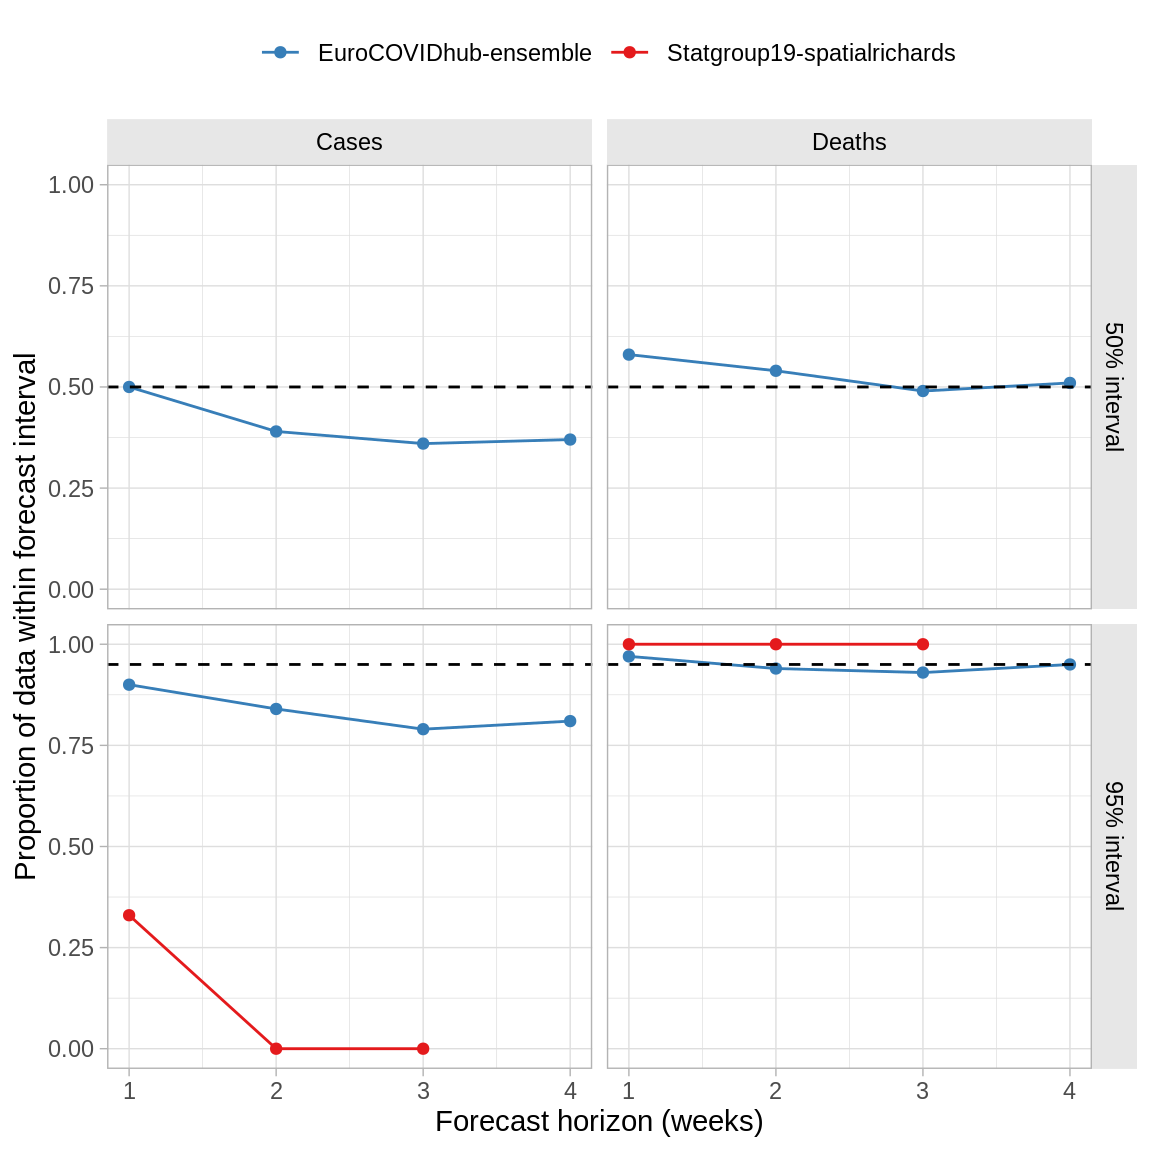 EuroCOVIDhub-ensemble Statgroup19-spatialrichards
Cases Deaths
1.00
0.75
0.50
0.25
0.00
50% interval
1.00
0.75
0.50
0.25
0.00
95% interval
1 2 3 4 1 2 3 4
Forecast horizon (weeks)
Proportion of data within forecast interval